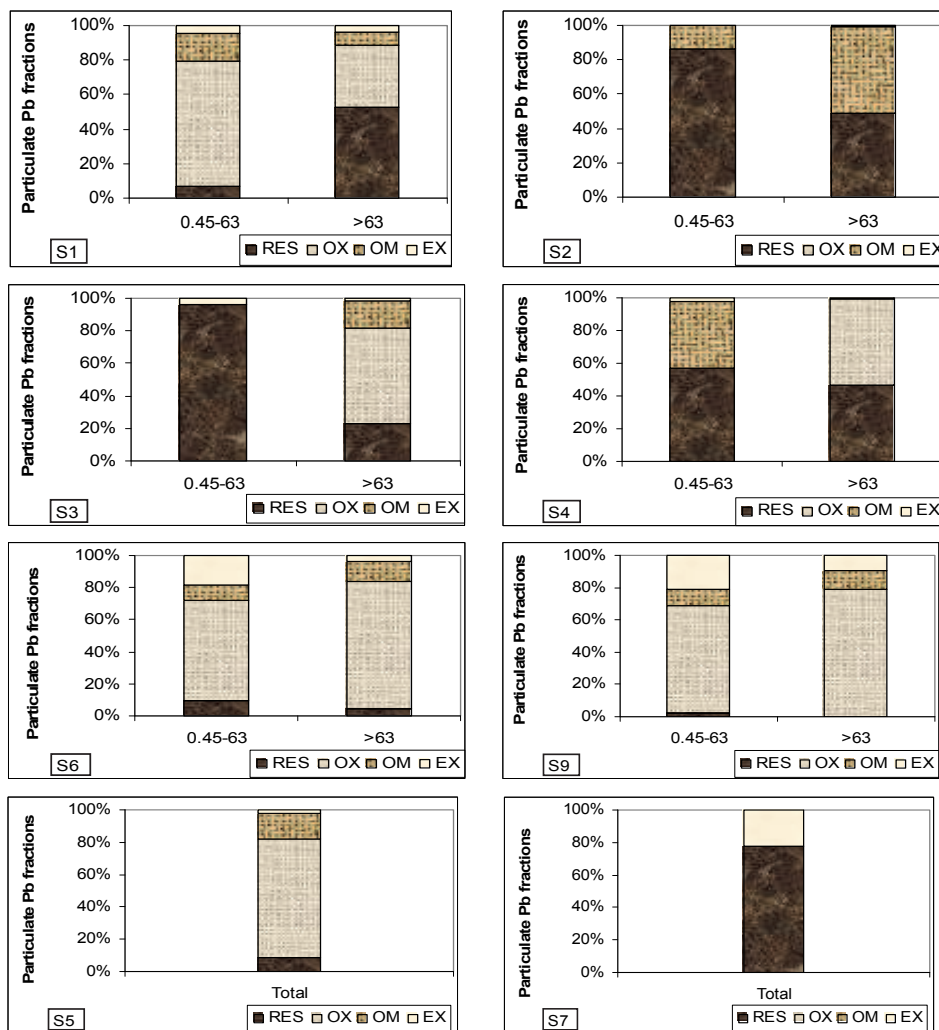 Particulate Pb fractions
100%
80%
60%
40%
20%
0%
0.45-63 >63
S1
RES OX OM EX
Particulate Pb fractions
100%
80%
60%
40%
20%
0%
0.45-63 >63
S2
RES OX OM EX
Particulate Pb fractions
100%
80%
60%
40%
20%
0%
0.45-63 >63
S3
RES OX OM EX
Particulate Pb fractions
100%
80%
60%
40%
20%
0%
0.45-63 >63
S4
RES OX OM EX
Particulate Pb fractions
100%
80%
60%
40%
20%
0%
0.45-63 >63
S6
RES OX OM EX
Particulate Pb fractions
100%
80%
60%
40%
20%
0%
0.45-63 >63
S9
RES OX OM EX
Particulate Pb fractions
100%
80%
60%
40%
20%
0%
Total
S5
RES OX OM EX
Particulate Pb fractions
100%
80%
60%
40%
20%
0%
Total
S7
RES OX OM EX